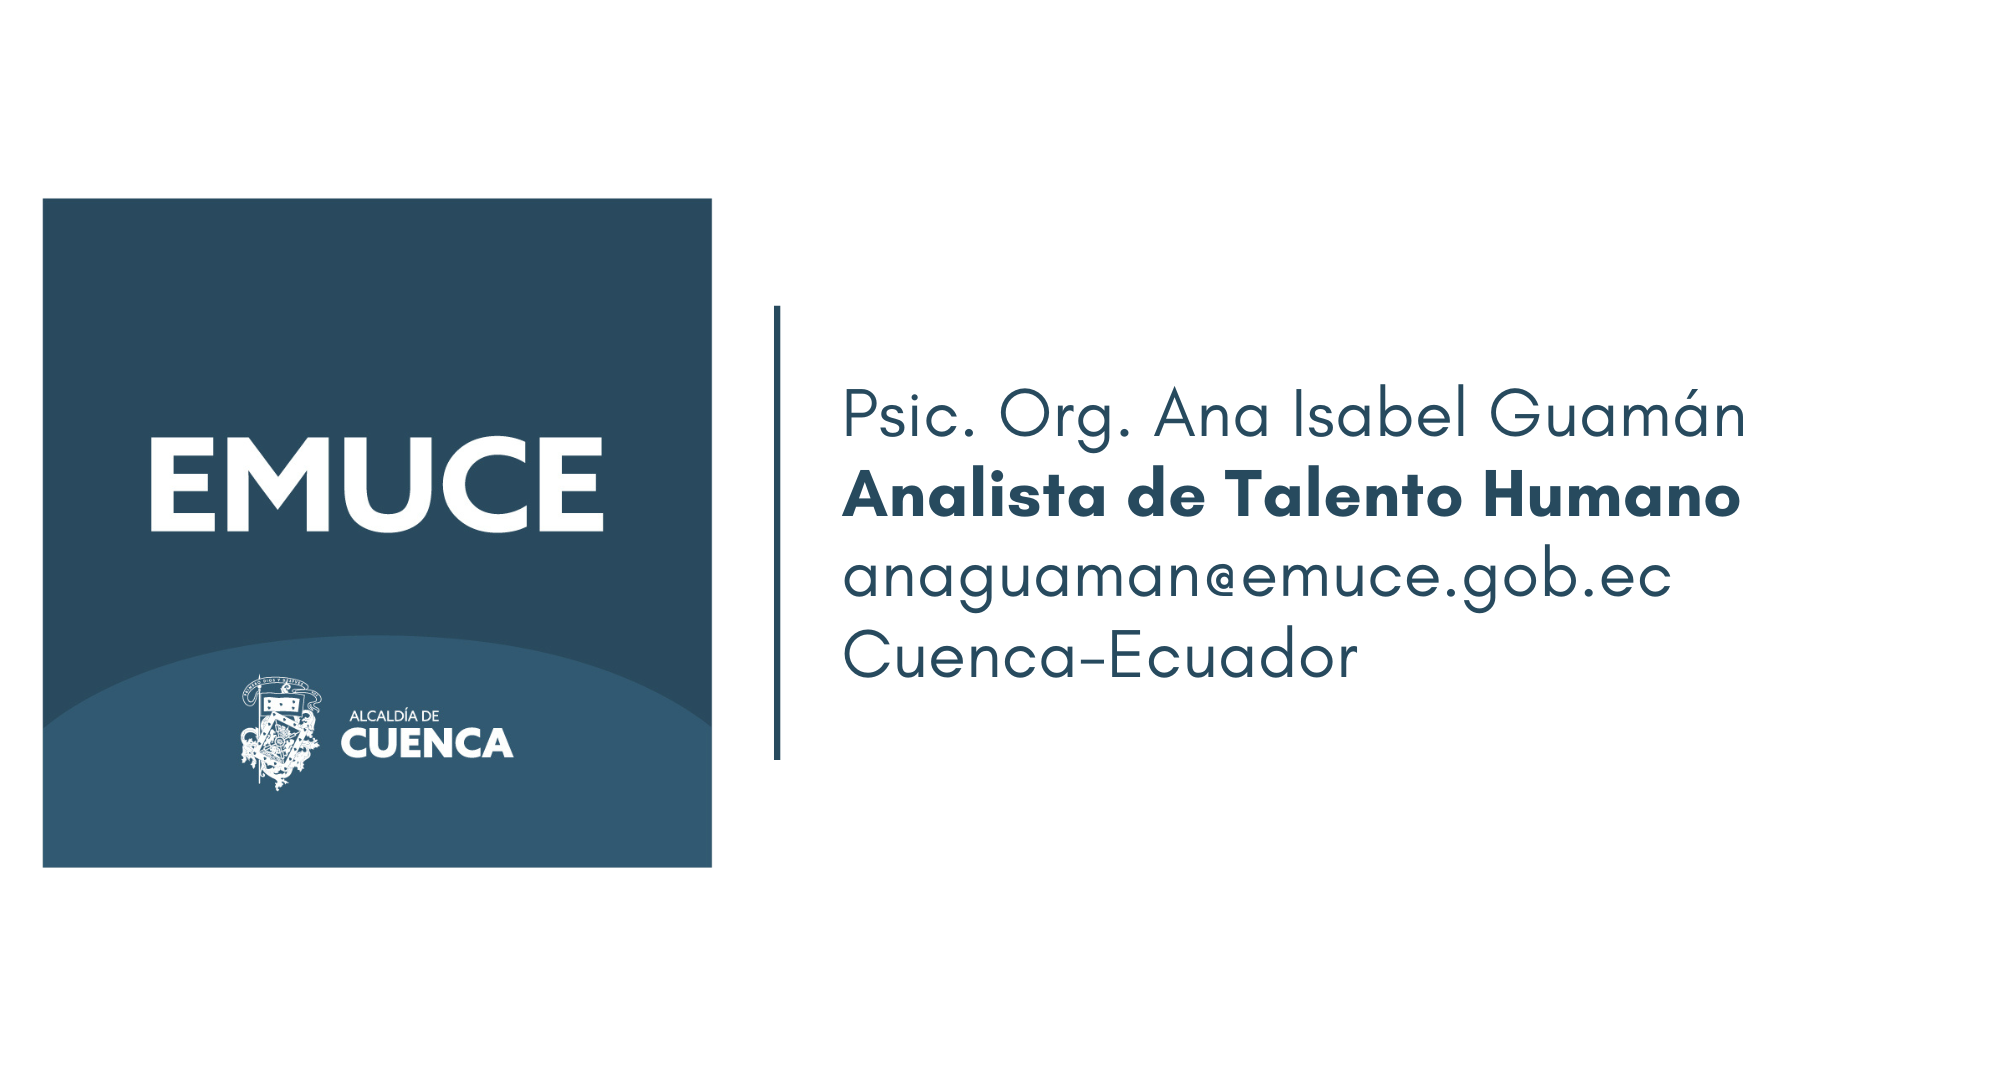 EMUCE
ALCALDÍA DE
CUENCA
Psic. Org. Ana Isabel Guamán
Analista de Talento Humano
anaguaman@emuce.gob.ec
Cuenca-Ecuador